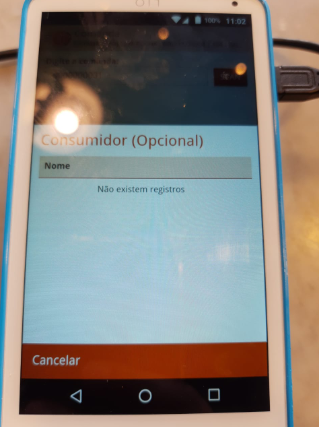 100% 11:02
Consumidor (Opcional)
Nome
Não existem registros
Cancelar